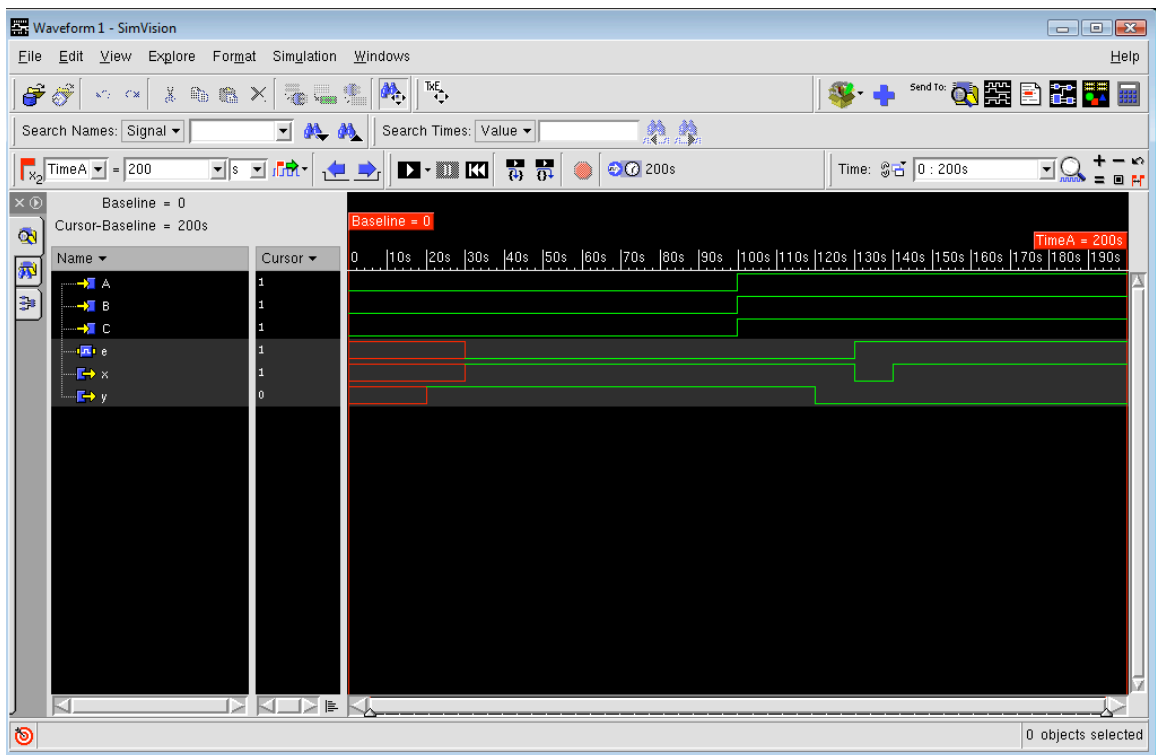 Waveform 1 - SimVision
File Edit View Explore Format Simulation Windows Help
TxE Send To:
Search Names: Signal Search Times: Value
X2 TimeA = 200 s 200s Time: 0 : 200s
Baseline = 0
Cursor-Baseline = 200s
Baseline = 0
TimeA = 200s
Name Cursor 0 10s 20s 30s 40s 50s 60s 70s 80s 90s 100s 110s 120s 130s 140s 150s 160s 170s 180s 190s
A 1
B 1
C 1
e 1
x 1
y 0
0 objects selected